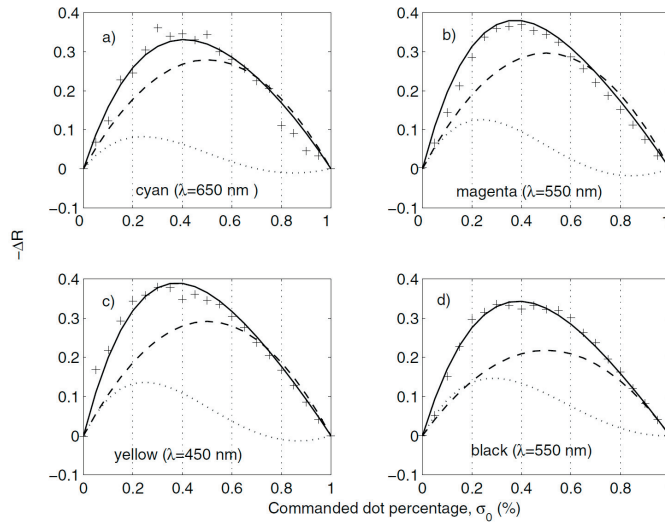 a)
0.4
0.3
0.2
0.1
0
−0.1
0 0.2 0.4 0.6 0.8 1
cyan (λ=650 nm )
b)
0.4
0.3
0.2
0.1
0
−0.1
0 0.2 0.4 0.6 0.8 1
magenta (λ=550 nm)
−ΔR
c)
0.4
0.3
0.2
0.1
0
−0.1
0 0.2 0.4 0.6 0.8 1
yellow (λ=450 nm)
d)
0.4
0.3
0.2
0.1
0
−0.1
0 0.2 0.4 0.6 0.8 1
black (λ=550 nm)
Commanded dot percentage, σ0 (%)